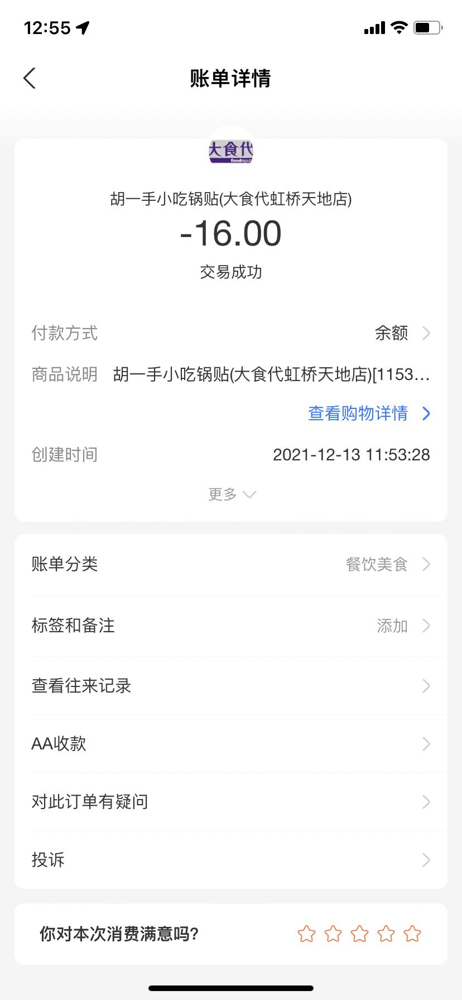 12:55
账单详情
大食代
foodrepub
胡一手小吃锅贴(大食代虹桥天地店)
-16.00
交易成功
付款方式 余额
商品说明 胡一手小吃锅贴(大食代虹桥天地店)[1153...
查看购物详情
创建时间 2021-12-13 11:53:28
更多
账单分类 餐饮美食
标签和备注 添加
查看往来记录
AA收款
对此订单有疑问
投诉
你对本次消费满意吗?